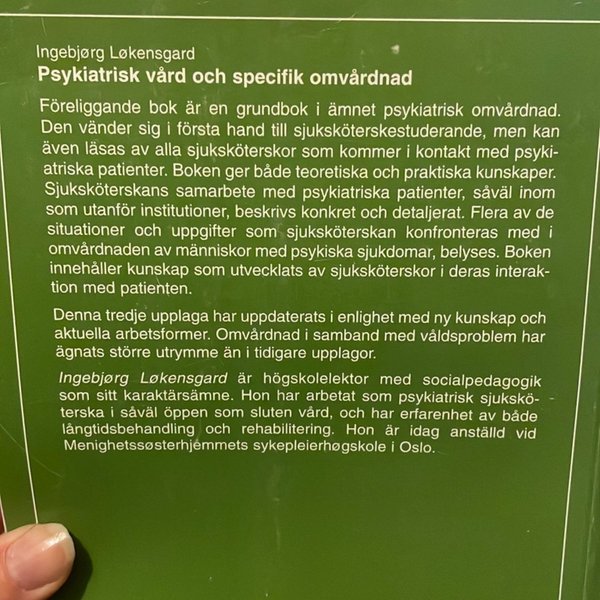 Ingebjørg Løkensgard
Psykiatrisk vård och specifik omvårdnad
Föreliggande bok är en grundbok i ämnet psykiatrisk omvårdnad.
Den vänder sig i första hand till sjuksköterskestuderande, men kan
även läsas av alla sjuksköterskor som kommer i kontakt med psyki-
atriska patienter. Boken ger både teoretiska och praktiska kunskaper.
Sjuksköterskans samarbete med psykiatriska patienter, såväl inom
som utanför institutioner, beskrivs konkret och detaljerat. Flera av de
situationer och uppgifter som sjuksköterskan konfronteras med i
omvårdnaden av människor med psykiska sjukdomar, belyses. Boken
innehåller kunskap som utvecklats av sjuksköterskor i deras interak-
tion med patienten.
Denna tredje upplaga har uppdaterats i enlighet med ny kunskap och
aktuella arbetsformer. Omvårdnad i samband med våldsproblem har
ägnats större utrymme än i tidigare upplagor.
Ingebjørg Løkensgard är högskolelektor med socialpedagogik
som sitt karaktärsämne. Hon har arbetat som psykiatrisk sjukskö-
terska i såväl öppen som sluten vård, och har erfarenhet av både
långtidsbehandling och rehabilitering. Hon är idag anställd vid
Menighetssøsterhjemmets sykepleierhøgskole i Oslo.